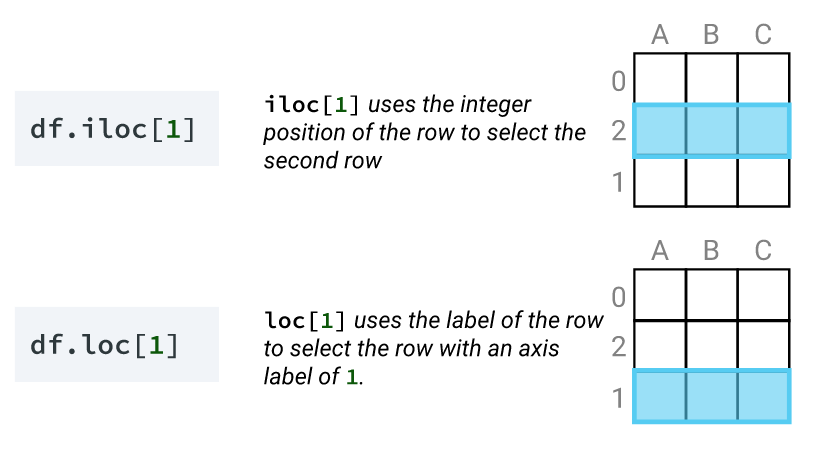 A B C
df.iloc[1]
iloc[1] uses the integer
position of the row to select the
second row
0
2
1
A B C
df.loc[1]
loc[1] uses the label of the row
to select the row with an axis
label of 1.
0
2
1